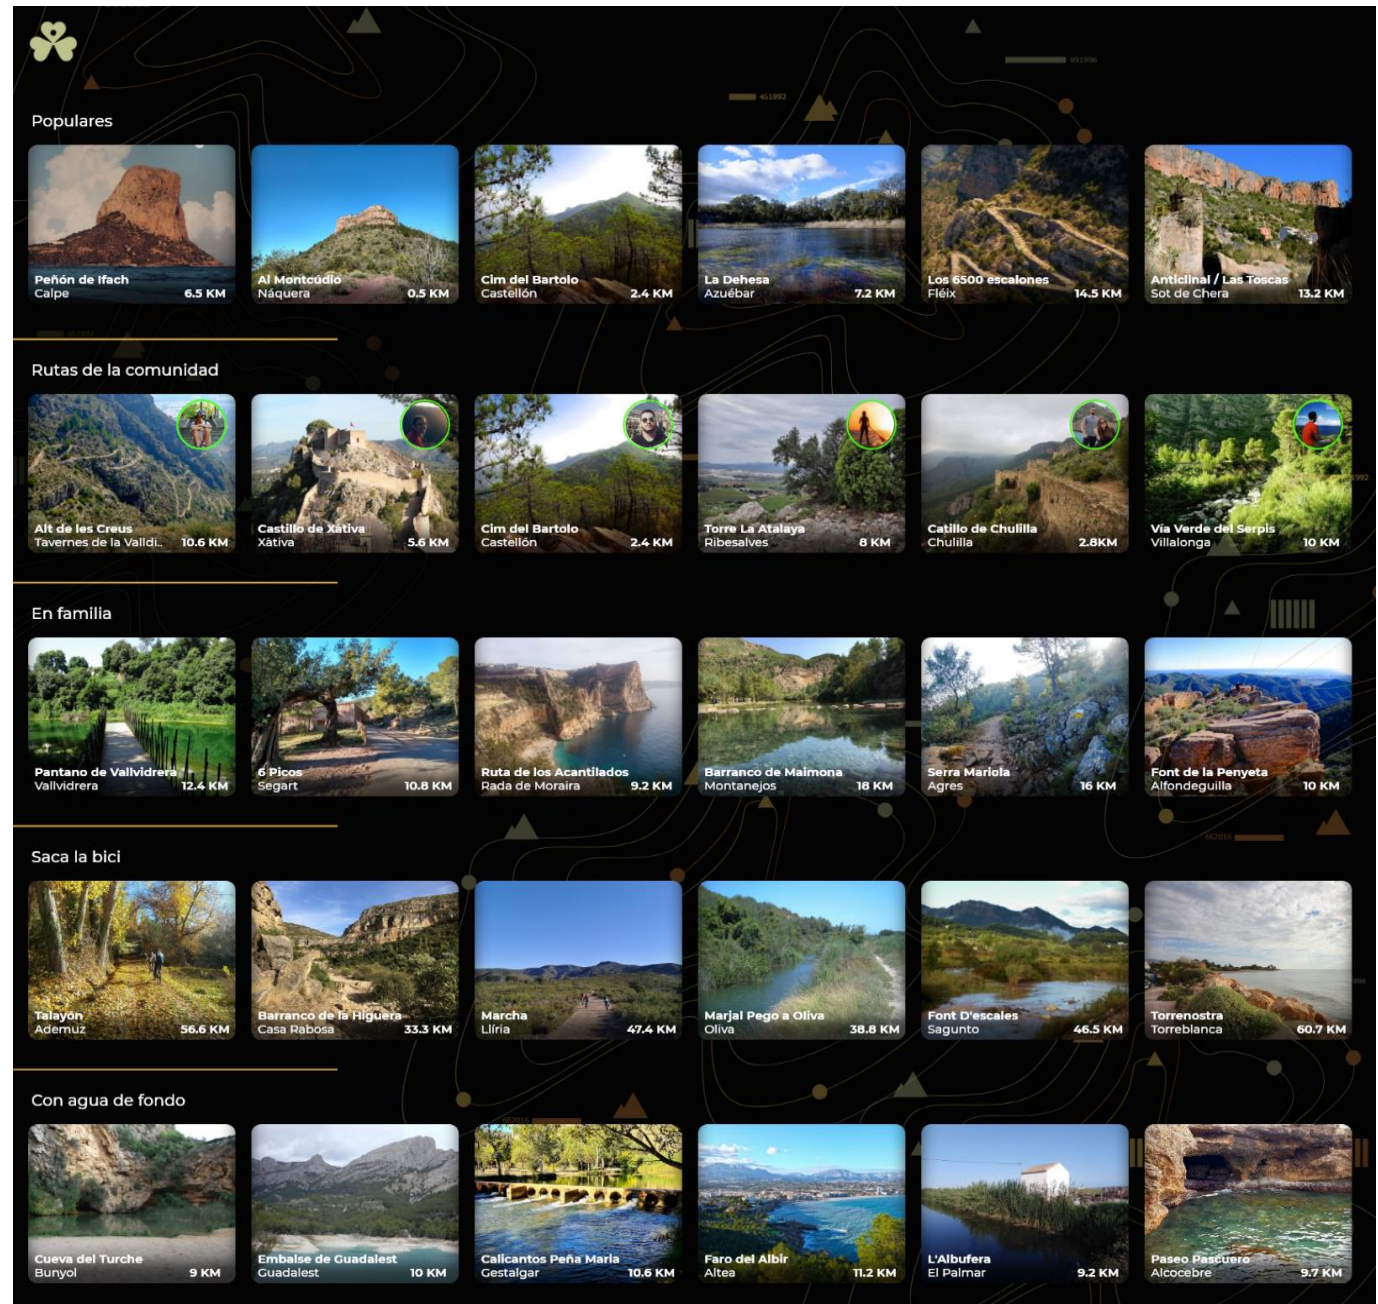 891996
451992
Populares
Peñón de Ifach
Calpe 6.5 KM
Al Montcúdio
Náquera 0.5 KM
Cim del Bartolo
Castellón 2.4 KM
La Dehesa
Azuébar 7.2 KM
Los 6500 escalones
Fléix 14.5 KM
Anticlinal / Las Toscas
Sot de Chera 13.2 KM
Rutas de la comunidad
Alt de les Creus
Tavernes de la Valldi.. 10.6 KM
Castillo de Xàtiva
Xàtiva 5.6 KM
Cim del Bartolo
Castellón 2.4 KM
Torre La Atalaya
Ribesalves 8 KM
Catillo de Chulilla
Chulilla 2.8KM
Vía Verde del Serpis
Villalonga 10 KM
En familia
Pantano de Vallvidrera
Vallvidrera 12.4 KM
6 Picos
Segart 10.8 KM
Ruta de los Acantilados
Rada de Moraira 9.2 KM
Barranco de Maimona
Montanejos 18 KM
Serra Mariola
Agres 16 KM
Font de la Penyeta
Alfondeguilla 10 KM
662016
Saca la bici
Talayón
Ademuz 56.6 KM
Barranco de la Higuera
Casa Rabosa 33.3 KM
Marcha
Llíria 47.4 KM
Marjal Pego a Oliva
Oliva 38.8 KM
Font D'escales
Sagunto 46.5 KM
Torrenostra
Torreblanca 60.7 KM
Con agua de fondo
662016
Cueva del Turche
Bunyol 9 KM
Embalse de Guadalest
Guadalest 10 KM
Calicantos Peña Maria
Gestalgar 10.6 KM
Faro del Albir
Altea 11.2 KM
L'Albufera
El Palmar 9.2 KM
Paseo Pascuero
Alcocebre 9.7 KM